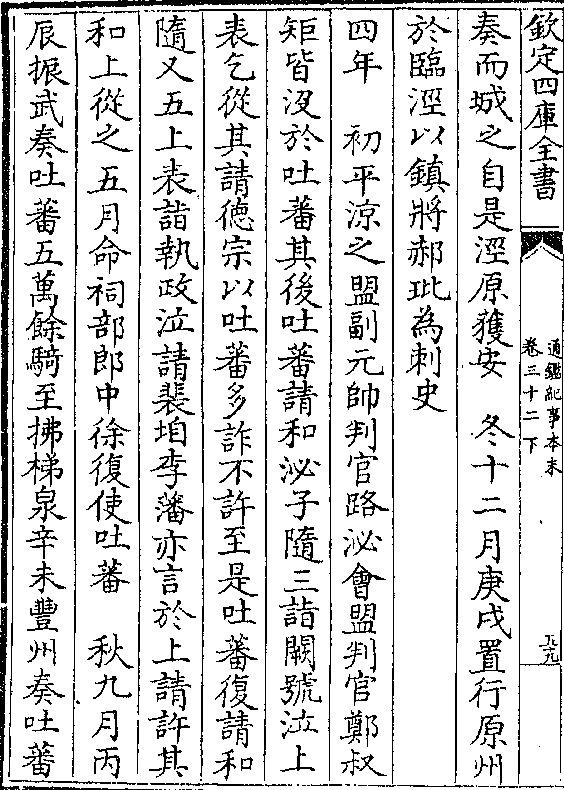 欽定四庫全書
通鑑紀事本末
卷三十二下
五九
奏而城之自是涇原獲安 冬十二月庚戌置行原州
於臨涇以鎮將郝玼為刺史
四年 初平涼之盟副元帥判官路泌會盟判官鄭叔
矩皆沒於吐蕃其後吐蕃請和泌子隨三詣闕號泣上
表乞從其請德宗以吐蕃多詐不許至是吐蕃復請和
隨又五上表詣執政泣請裴垍李藩亦言於上請許其
和上從之 五月命祠部郎中徐復使吐蕃 秋九月丙
辰振武奏吐蕃五萬餘騎至拂梯泉辛未豐州奏吐蕃